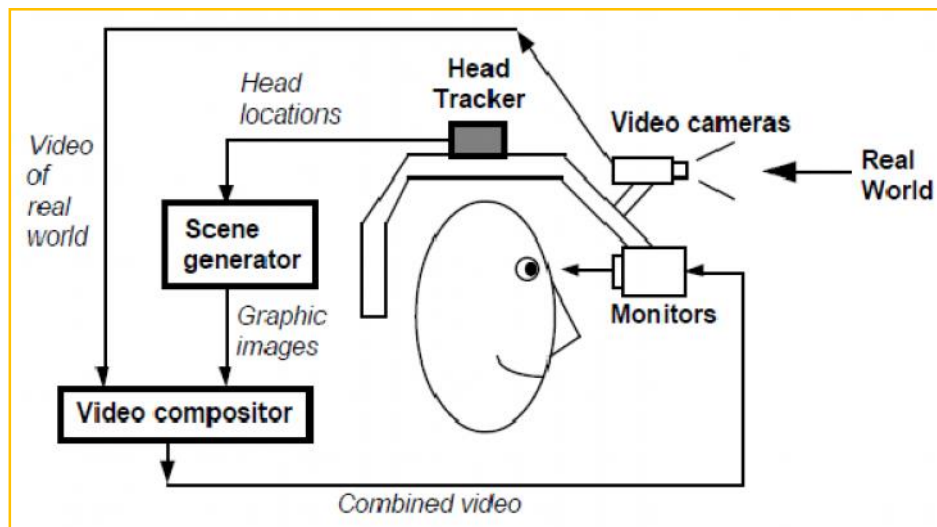 Head
locations
Head
Tracker
Video cameras
Real
World
Video
of
real
world
Scene
generator
Graphic
images
Monitors
Video compositor
Combined video